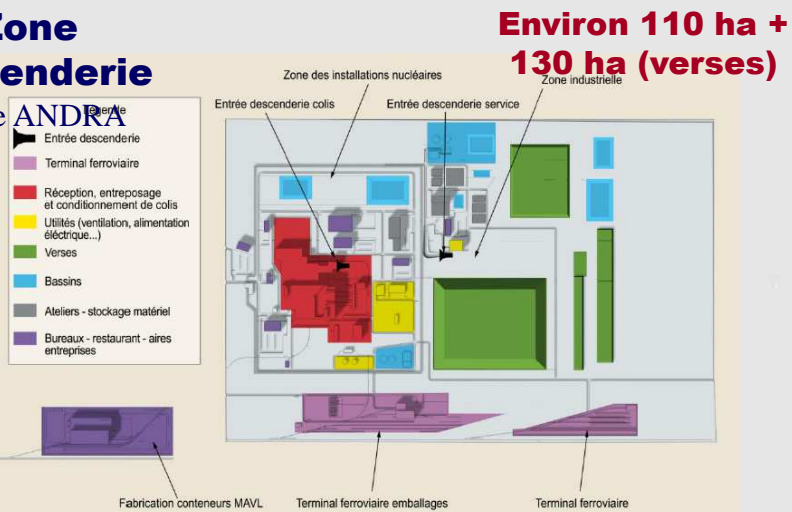 Zone
enderie
e ANDRA
Environ 110 ha +
130 ha (verses)
Zone des installations nucléaires
Zone industrielle
Entrée descenderie colis
Entrée descenderie service
Légende
Entrée descenderie
Terminal ferroviaire
Réception, entreposage
et conditionnement de colis
Utilités (ventilation, alimentation
éléctrique...)
Verses
Bassins
Ateliers - stockage matériel
Bureaux - restaurant - aires
entreprises
Fabrication conteneurs MAVL
Terminal ferroviaire emballages
Terminal ferroviaire